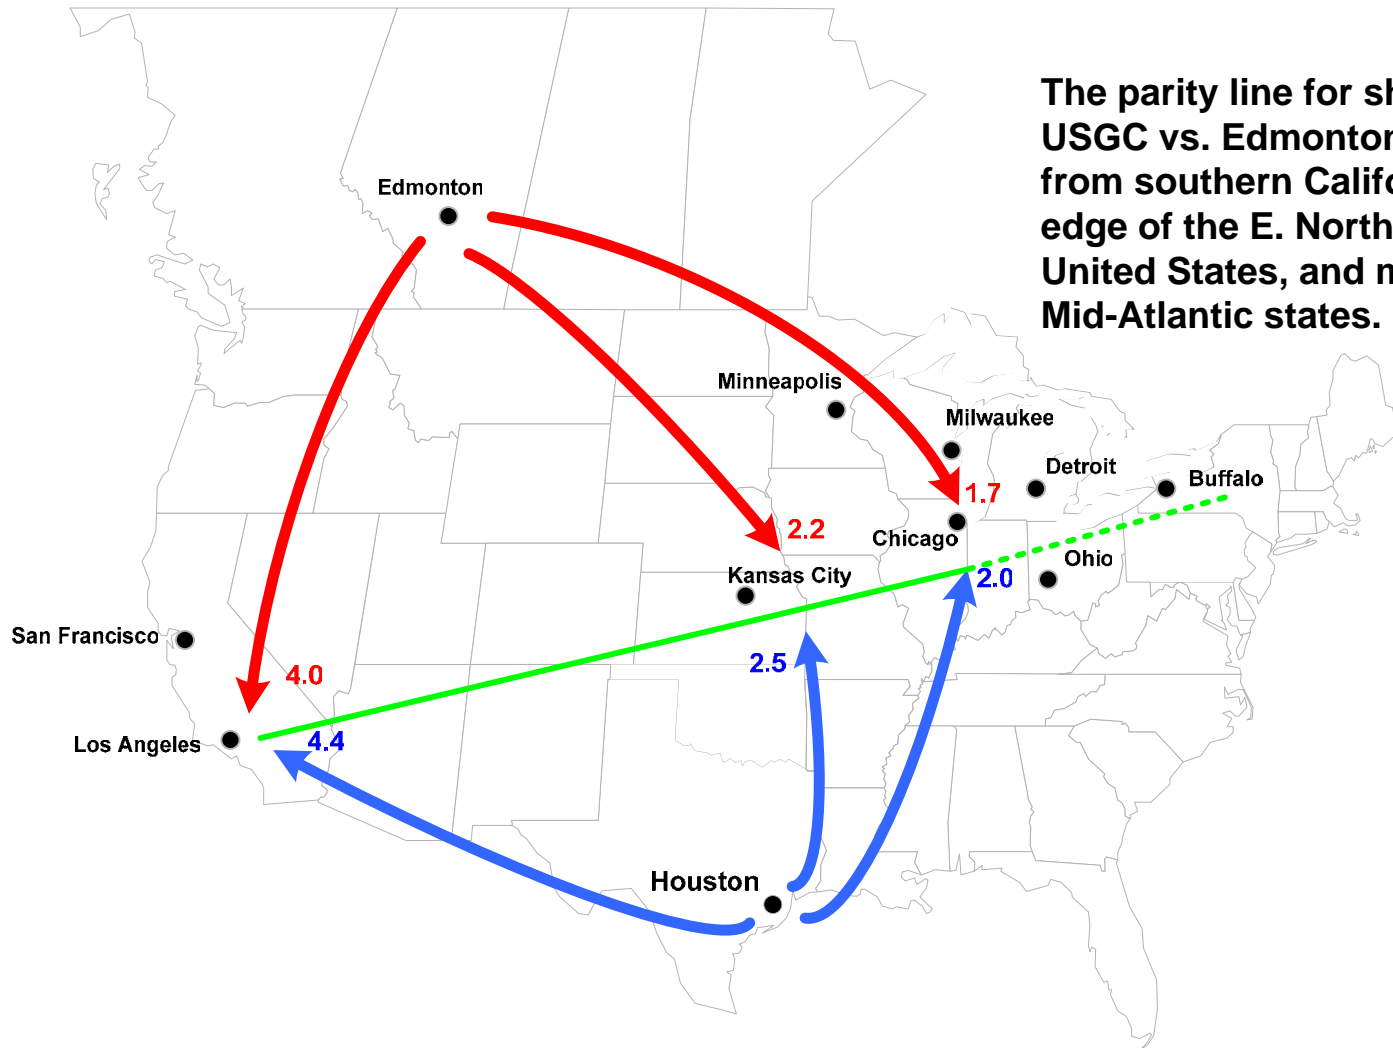 The parity line for
USGC vs. Edmonton
from southern
edge of the E. North
United States, and
Mid-Atlantic states.
Edmonton
Minneapolis
Milwaukee
Detroit
Buffalo
1.7
2.2
Chicago
Ohio
Kansas City
2.0
San Francisco
2.5
4.0
Los Angeles
4.4
Houston